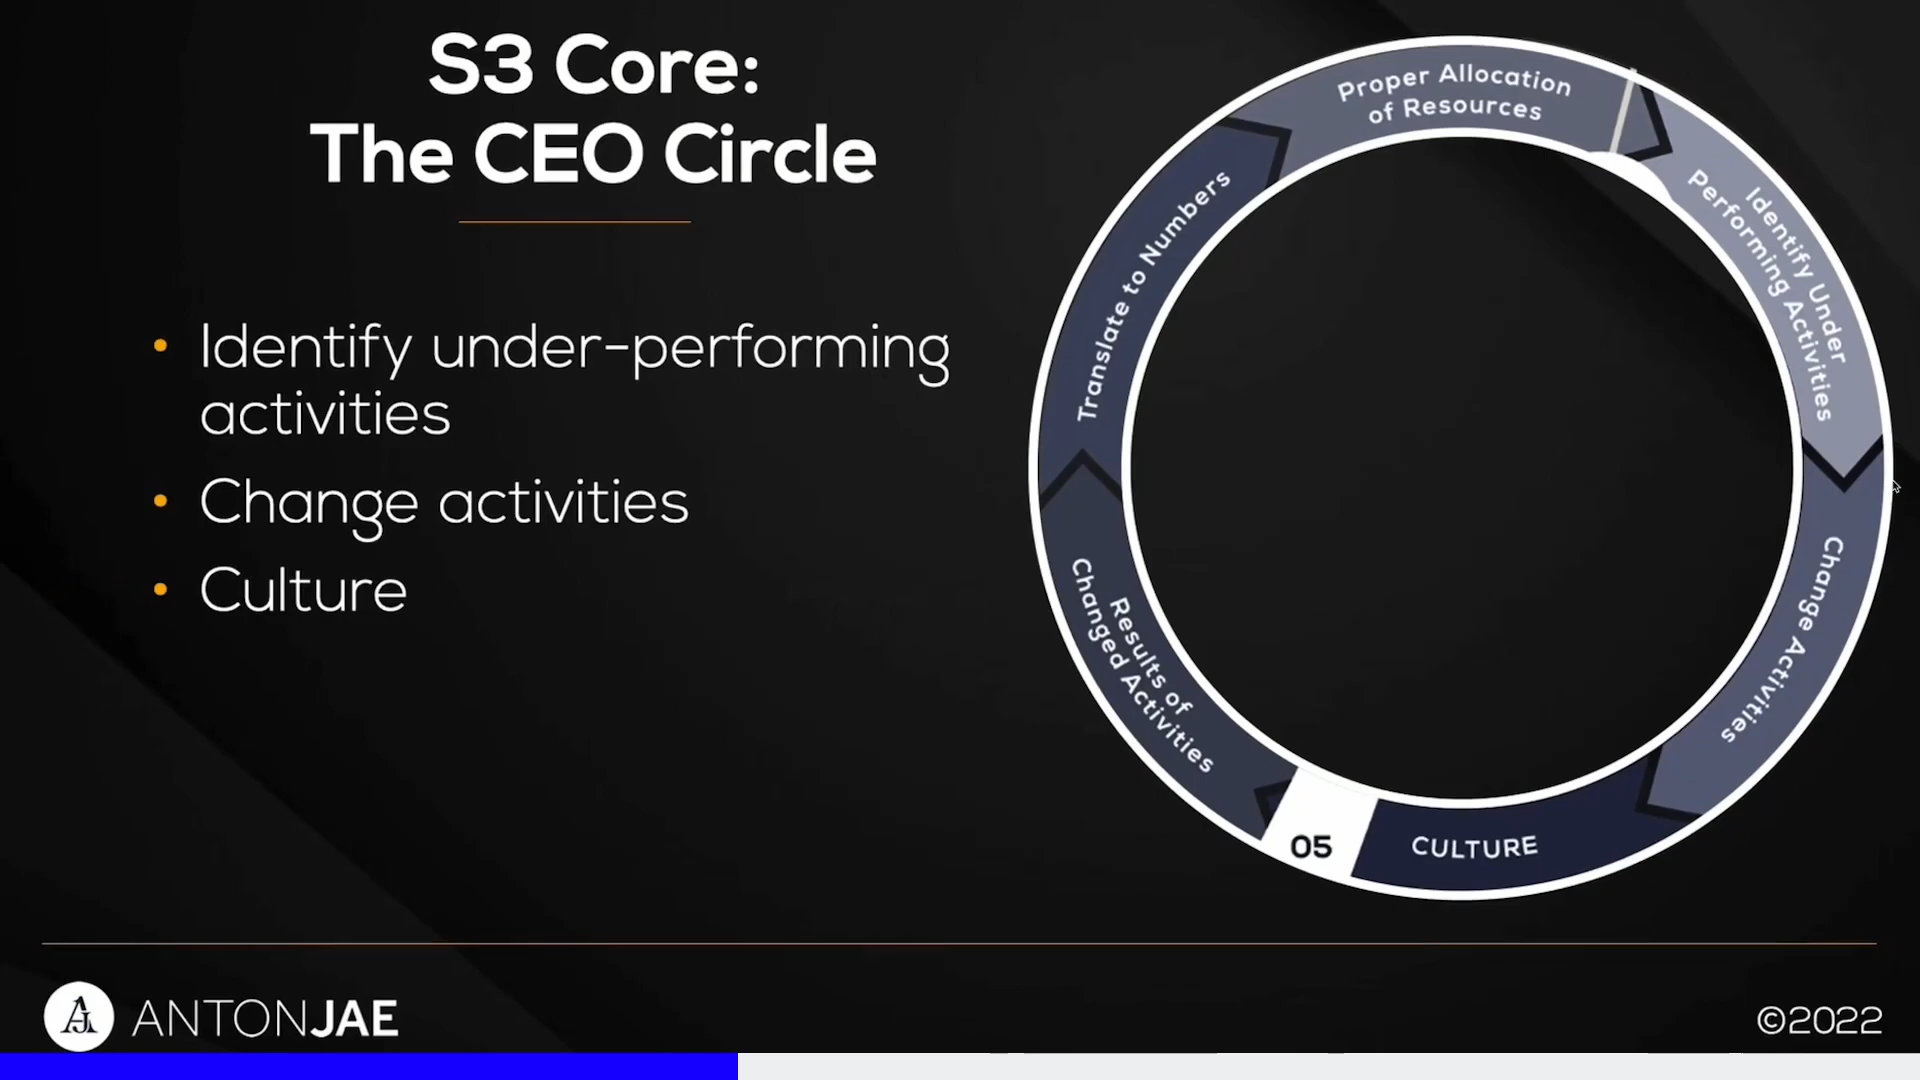 S3 Core:
The CEO Circle
Identify under-performing
activities
Change activities
Culture
Proper Allocation
of Resources
Identify Under
Performing Activities
Change Activities
CULTURE
05
Results of
Changed Activities
Translate to Numbers
AJ
ANTONJAE
©2022